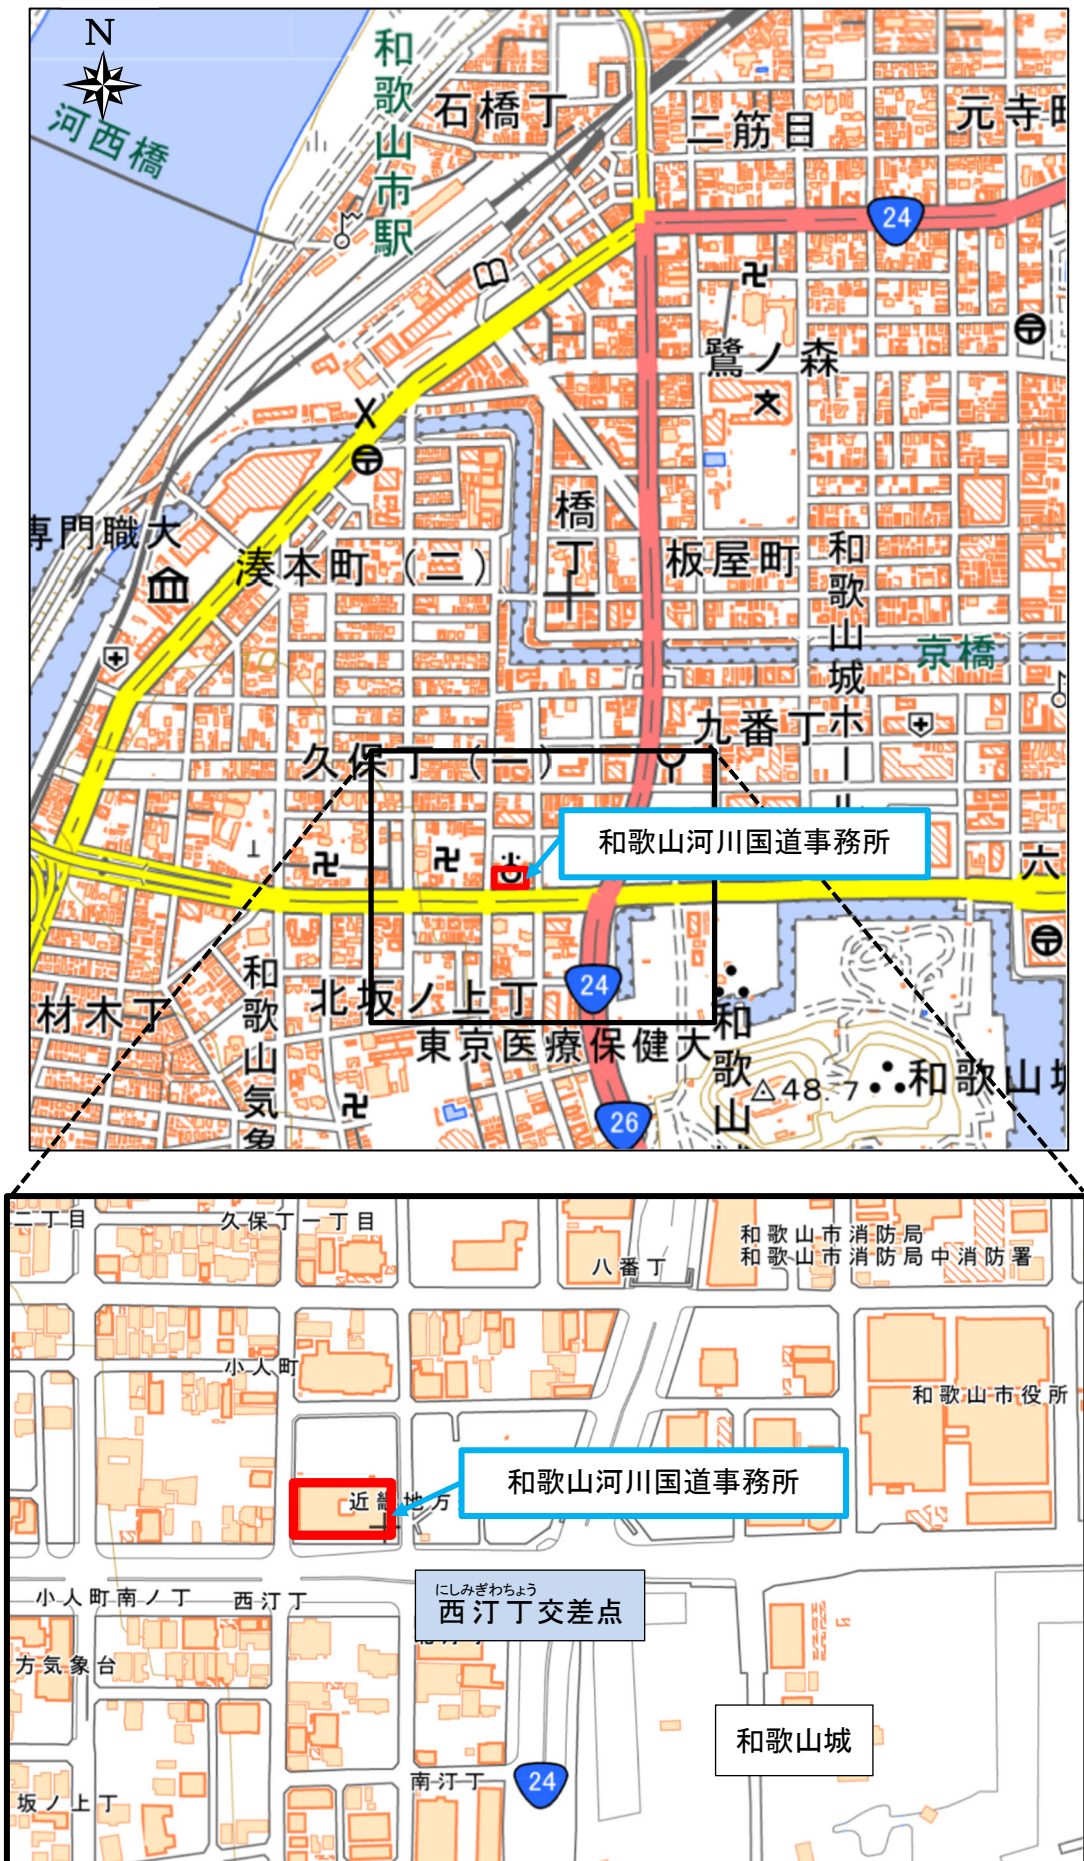 N
和歌山市駅
河西橋
石橋丁
二筋目
元寺町
24
鷺ノ森
専門職大
湊本町（二）
橋丁
板屋町
和歌山城ホール
京橋
九番丁
久保丁（一）
和歌山河川国道事務所
六
24
北坂ノ上丁
材木丁
和歌山気象
東京医療保健大
和歌山
48.7
和歌山城
26
二丁目
久保丁一丁目
八番丁
和歌山市消防局
和歌山市消防局中消防署
小人町
和歌山市役所
近畿地方
和歌山河川国道事務所
小人町南ノ丁
西汀丁
にしみぎわちょう
西汀丁交差点
方気象台
和歌山城
坂ノ上丁
南汀丁
24